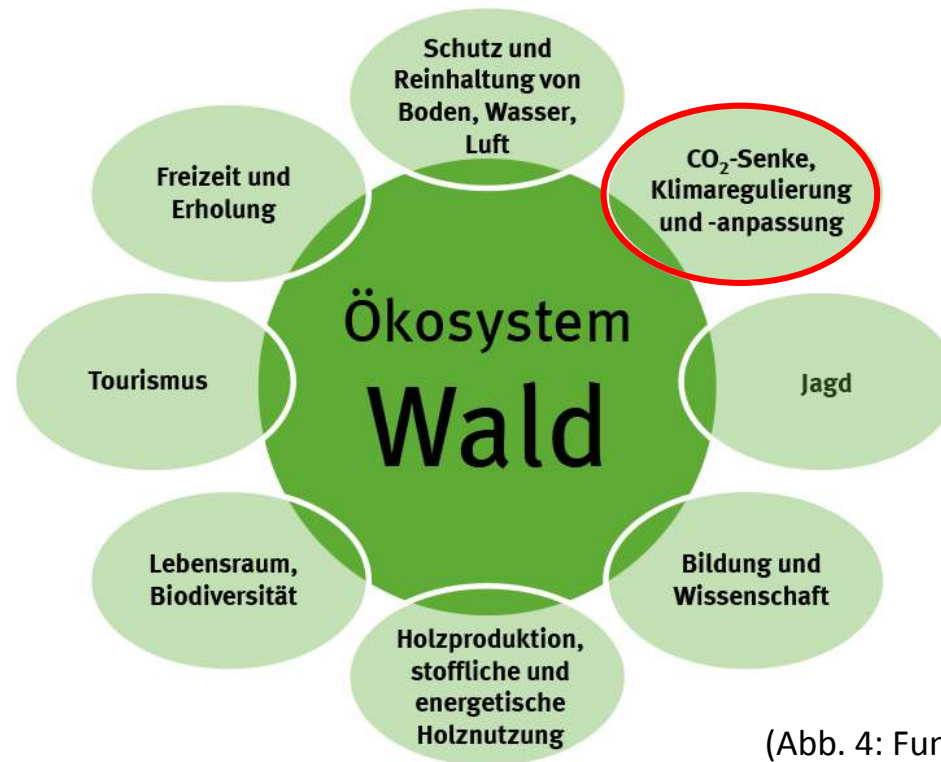 Schutz und
Reinhaltung von
Boden, Wasser,
Luft
CO₂-Senke,
Klimaregulierung
und -anpassung
Freizeit und
Erholung
Ökosystem
Wald
Tourismus
Jagd
Lebensraum,
Biodiversität
Bildung und
Wissenschaft
Holzproduktion,
stoffliche und
energetische
Holznutzung
(Abb. 4: